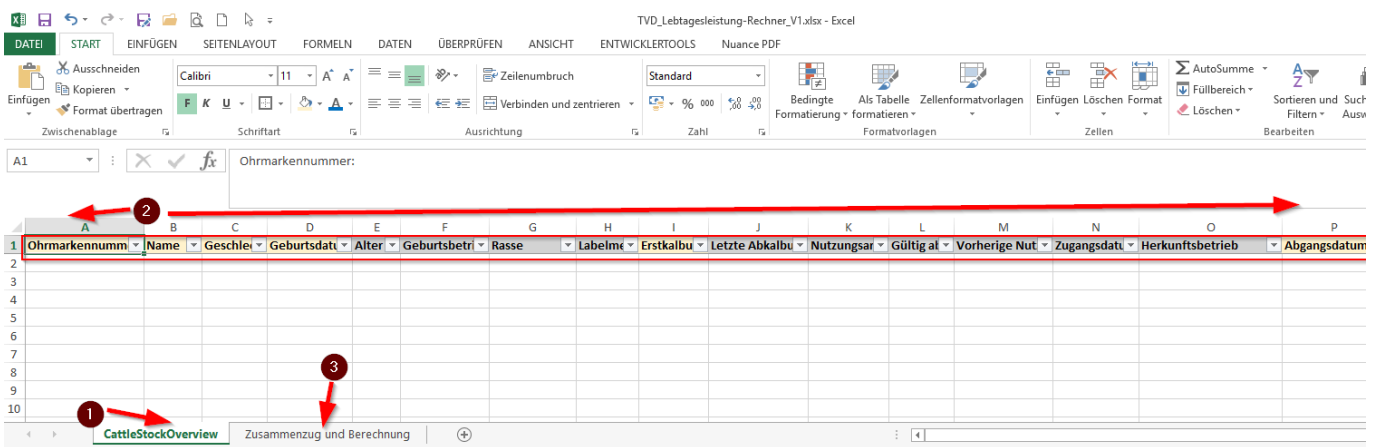 TVD_Lebtagesleistung-Rechner_V1.xlsx - Excel
DATEI START EINFÜGEN SEITENLAYOUT FORMELN DATEN ÜBERPRÜFEN ANSICHT ENTWICKLERTOOLS Nuance PDF
Einfügen
Ausschneiden
Kopieren
Format übertragen
Zwischenablage
Calibri 11
F K U
Schriftart
Zeilenumbruch
Verbinden und zentrieren
Ausrichtung
Standard
% 000
Zahl
Bedingte
Formatierung
Als Tabelle
formatieren
Zellenformatvorlagen
Formatvorlagen
Einfügen Löschen Format
Zellen
AutoSumme
Füllbereich
Löschen
Sortieren und
Filtern
Bearbeiten
A1 fx Ohrmarkennummer:
2
A B C D E F G H I J K L M N O P
1 Ohrmarkennumm Name Geschlec Geburtsdatu Alter Geburtsbetri Rasse Labelme Erstkalbu Letzte Abkalbu Nutzungsar Gültig al Vorherige Nut Zugangsdatu Herkunftsbetrieb Abgangsdatum
2
3
4
5
6
7
8
9
10
3
1
CattleStockOverview Zusammenzug und Berechnung